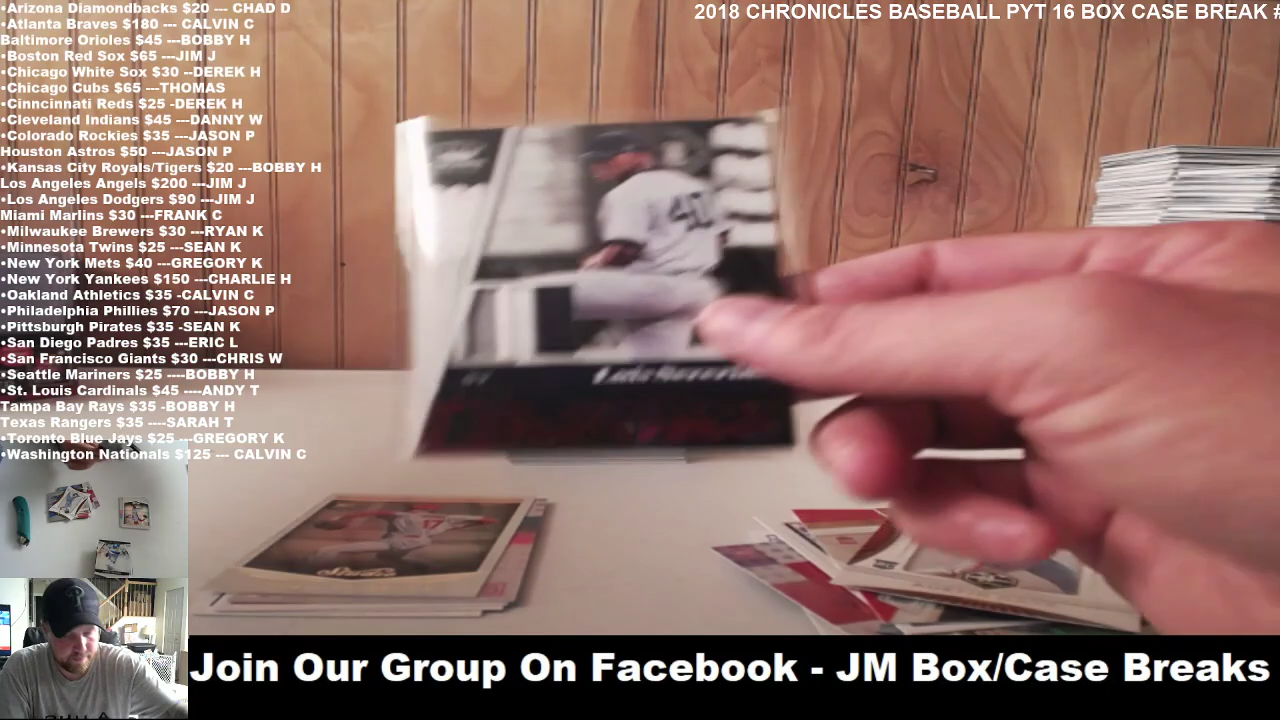 •Arizona Diamondbacks $20 --- CHAD D
•Atlanta Braves $180 --- CALVIN C
Baltimore Orioles $45 ---BOBBY H
•Boston Red Sox $65 ---JIM J
•Chicago White Sox $30 --DEREK H
•Chicago Cubs $65 ---THOMAS
•Cinncinnati Reds $25 -DEREK H
•Cleveland Indians $45 ---DANNY W
•Colorado Rockies $35 ---JASON P
Houston Astros $50 ---JASON P
•Kansas City Royals/Tigers $20 ---BOBBY H
Los Angeles Angels $200 ---JIM J
•Los Angeles Dodgers $90 ---JIM J
Miami Marlins $30 ---FRANK C
•Milwaukee Brewers $30 ---RYAN K
•Minnesota Twins $25 ---SEAN K
•New York Mets $40 ---GREGORY K
•New York Yankees $150 ---CHARLIE H
•Oakland Athletics $35 -CALVIN C
•Philadelphia Phillies $70 ---JASON P
•Pittsburgh Pirates $35 -SEAN K
•San Diego Padres $35 ---ERIC L
•San Francisco Giants $30 ---CHRIS W
•Seattle Mariners $25 ----BOBBY H
•St. Louis Cardinals $45 ----ANDY T
Tampa Bay Rays $35 -BOBBY H
Texas Rangers $35 ----SARAH T
•Toronto Blue Jays $25 ---GREGORY K
•Washington Nationals $125 --- CALVIN C
2018 CHRONICLES BASEBALL PYT 16 BOX CASE BREAK #
40
17
Join Our Group On Facebook - JM Box/Case Breaks